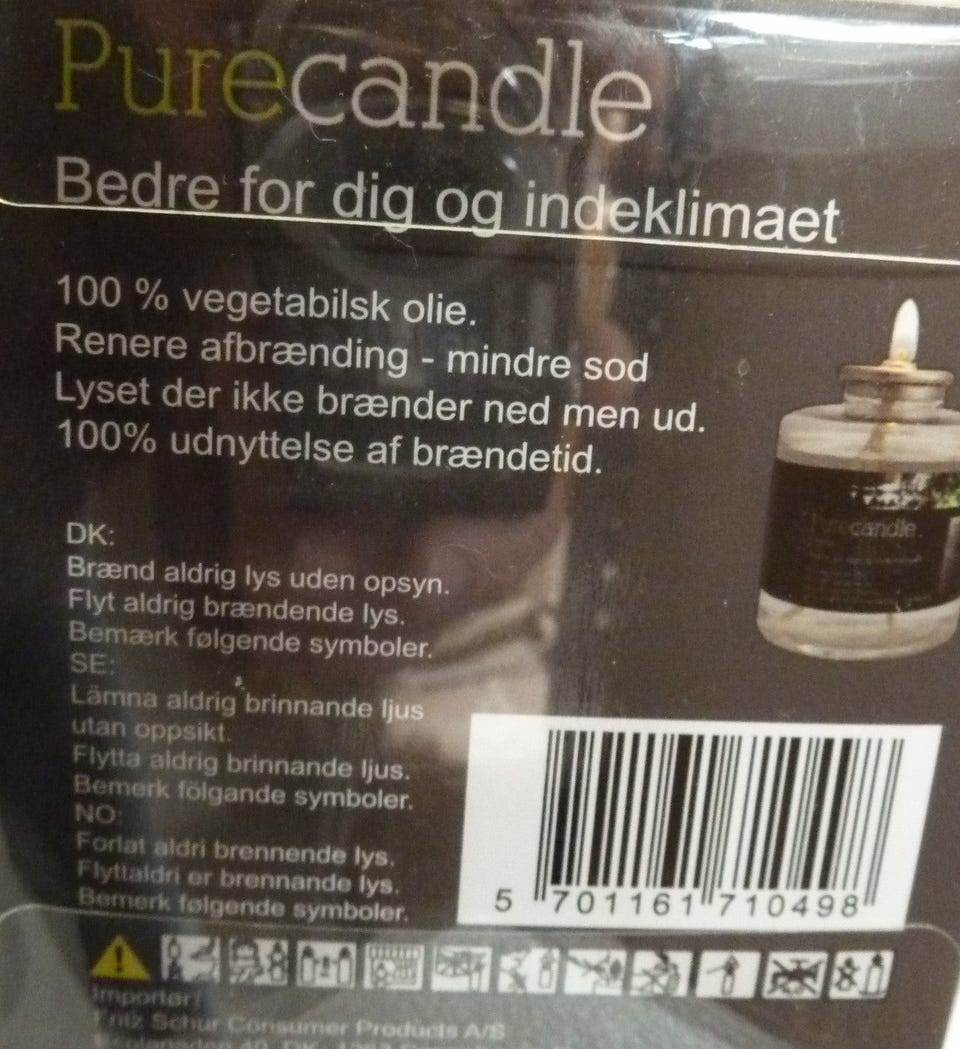 Purecandle
Bedre for dig og indeklimaet
100 % vegetabilsk olie.
Renere afbrænding - mindre sod
Lyset der ikke brænder ned men ud.
100% udnyttelse af brændetid.
Purecandle
DK:
Brænd aldrig lys uden opsyn.
Flyt aldrig brændende lys.
Bemærk følgende symboler.
SE:
Lämna aldrig brinnande ljus
utan oppsikt.
Flytta aldrig brinnande ljus.
Bemerk fölgande symboler.
NO:
Forlat aldri brennende lys.
Flyttaldri er brennande lys.
Bemerk følgende symboler.
5 701161 710498
Importør/
Fritz Schur Consumer Products A/S